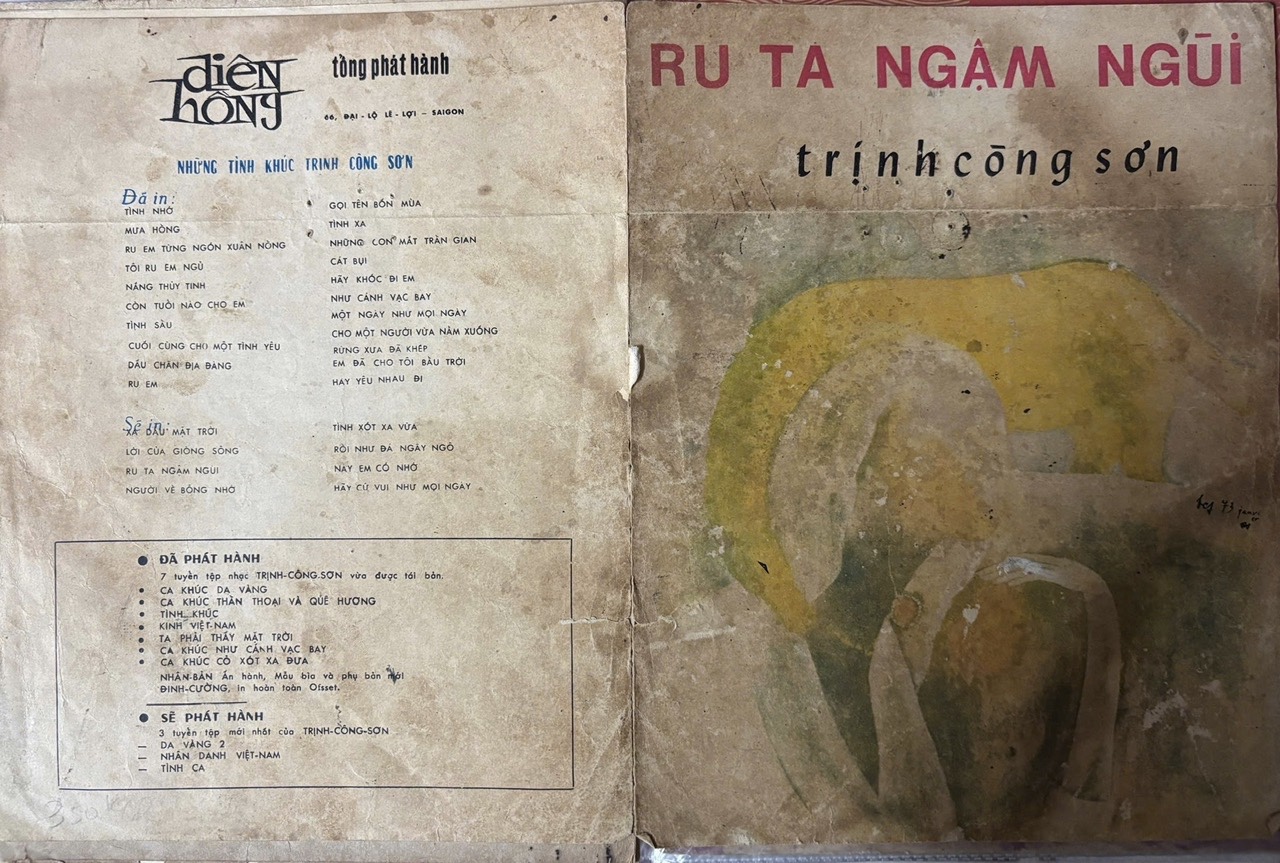 diên hồng
tổng phát hành
66, ĐẠI - LỘ LÊ - LỢI - SAIGON
NHỮNG TÌNH KHÚC TRỊNH CÔNG SƠN
Đã in:
TÌNH NHỚ
MƯA HỒNG
RU EM TỪNG NGÓN XUÂN NỒNG
TÔI RU EM NGỦ
NẮNG THỦY TINH
CÒN TUỔI NÀO CHO EM
TÌNH SẦU
CUỐI CÙNG CHO MỘT TÌNH YÊU
DẤU CHÂN ĐỊA ĐÀNG
RU EM
GỌI TÊN BỐN MÙA
TÌNH XA
NHỮNG CON MẮT TRẦN GIAN
CÁT BỤI
HÃY KHÓC ĐI EM
NHƯ CÁNH VẠC BAY
MỘT NGÀY NHƯ MỌI NGÀY
CHO MỘT NGƯỜI VỪA NẰM XUỐNG
RỪNG XƯA ĐÃ KHÉP
EM ĐÃ CHO TÔI BẦU TRỜI
HAY YÊU NHAU ĐI
Sẽ in:
XA DẤU MẶT TRỜI
LỜI CỦA GIÒNG SÔNG
RU TA NGẬM NGÙI
NGƯỜI VỀ BỖNG NHỚ
TÌNH XÓT XA VỪA
RỒI NHƯ ĐÁ NGÂY NGÔ
NÀY EM CÓ NHỚ
HÃY CỨ VUI NHƯ MỌI NGÀY
● ĐÃ PHÁT HÀNH
7 tuyển tập nhạc TRỊNH-CÔNG-SƠN vừa được tái bản.
• CA KHÚC DA VÀNG
• CA KHÚC THẦN THOẠI VÀ QUÊ HƯƠNG
• TÌNH KHÚC
• KINH VIỆT-NAM
• TA PHẢI THẤY MẶT TRỜI
• CA KHÚC NHƯ CÁNH VẠC BAY
• CA KHÚC CỎ XÓT XA ĐƯA
NHÂN-BẢN Ấn hành, Mẫu bìa và phụ bản mới
ĐINH-CƯỜNG, in hoàn toàn Ofsset.
● SẼ PHÁT HÀNH
3 tuyển tập mới nhất của TRỊNH-CÔNG-SƠN
— DA VÀNG 2
— NHÂN DANH VIỆT-NAM
— TÌNH CA
RU TA NGẬM NGÙI
trịnh công sơn
tcs 73